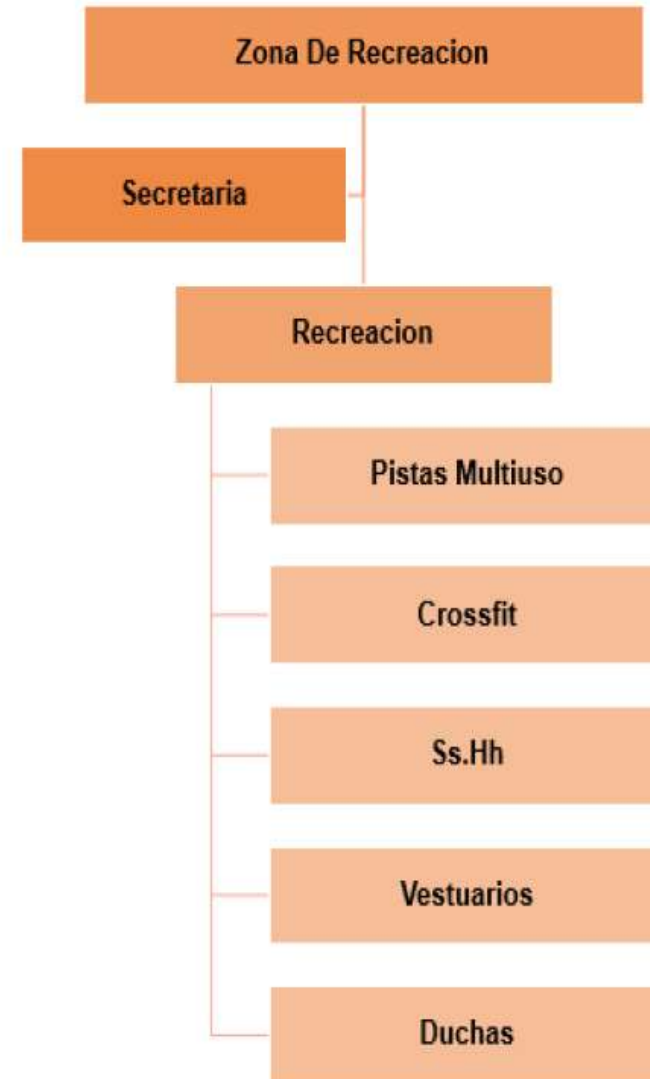 Zona De Recreacion
Secretaria
Recreacion
Pistas Multiuso
Crossfit
Ss.Hh
Vestuarios
Duchas